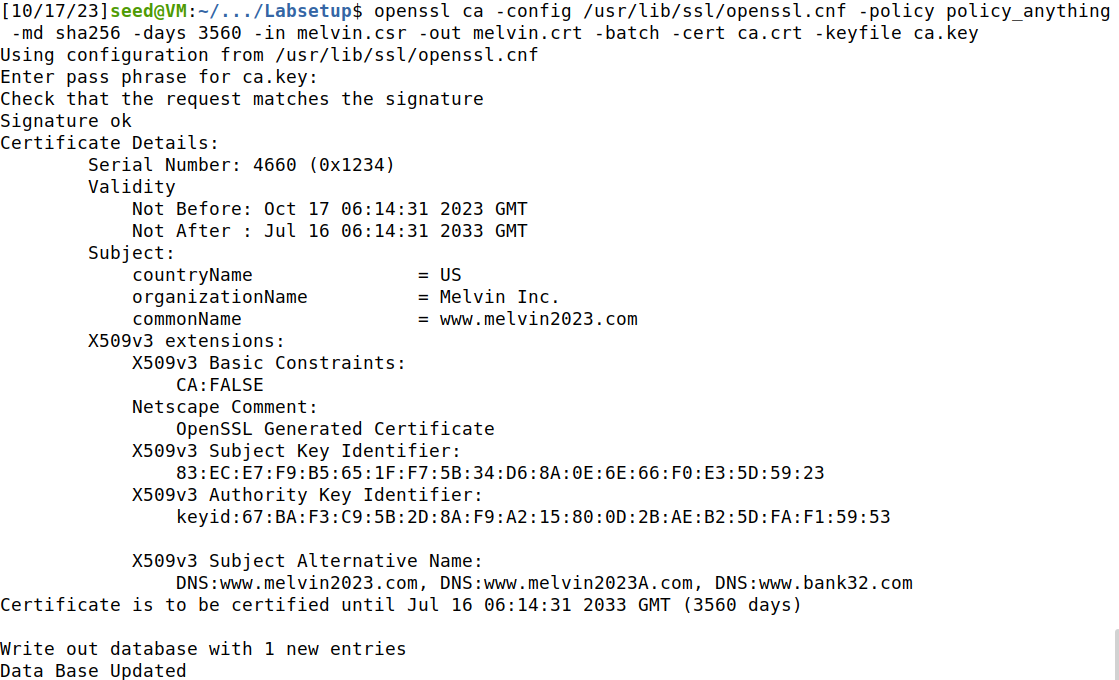 [10/17/23]seed@VM:~/.../Labsetup$ openssl ca -config /usr/lib/ssl/openssl.cnf -policy policy_anything
 -md sha256 -days 3560 -in melvin.csr -out melvin.crt -batch -cert ca.crt -keyfile ca.key
Using configuration from /usr/lib/ssl/openssl.cnf
Enter pass phrase for ca.key:
Check that the request matches the signature
Signature ok
Certificate Details:
        Serial Number: 4660 (0x1234)
        Validity
            Not Before: Oct 17 06:14:31 2023 GMT
            Not After : Jul 16 06:14:31 2033 GMT
        Subject:
            countryName               = US
            organizationName          = Melvin Inc.
            commonName                = www.melvin2023.com
        X509v3 extensions:
            X509v3 Basic Constraints:
                CA:FALSE
            Netscape Comment:
                OpenSSL Generated Certificate
            X509v3 Subject Key Identifier:
                83:EC:E7:F9:B5:65:1F:F7:5B:34:D6:8A:0E:6E:66:F0:E3:5D:59:23
            X509v3 Authority Key Identifier:
                keyid:67:BA:F3:C9:5B:2D:8A:F9:A2:15:80:0D:2B:AE:B2:5D:FA:F1:59:53

            X509v3 Subject Alternative Name:
                DNS:www.melvin2023.com, DNS:www.melvin2023A.com, DNS:www.bank32.com
Certificate is to be certified until Jul 16 06:14:31 2033 GMT (3560 days)

Write out database with 1 new entries
Data Base Updated